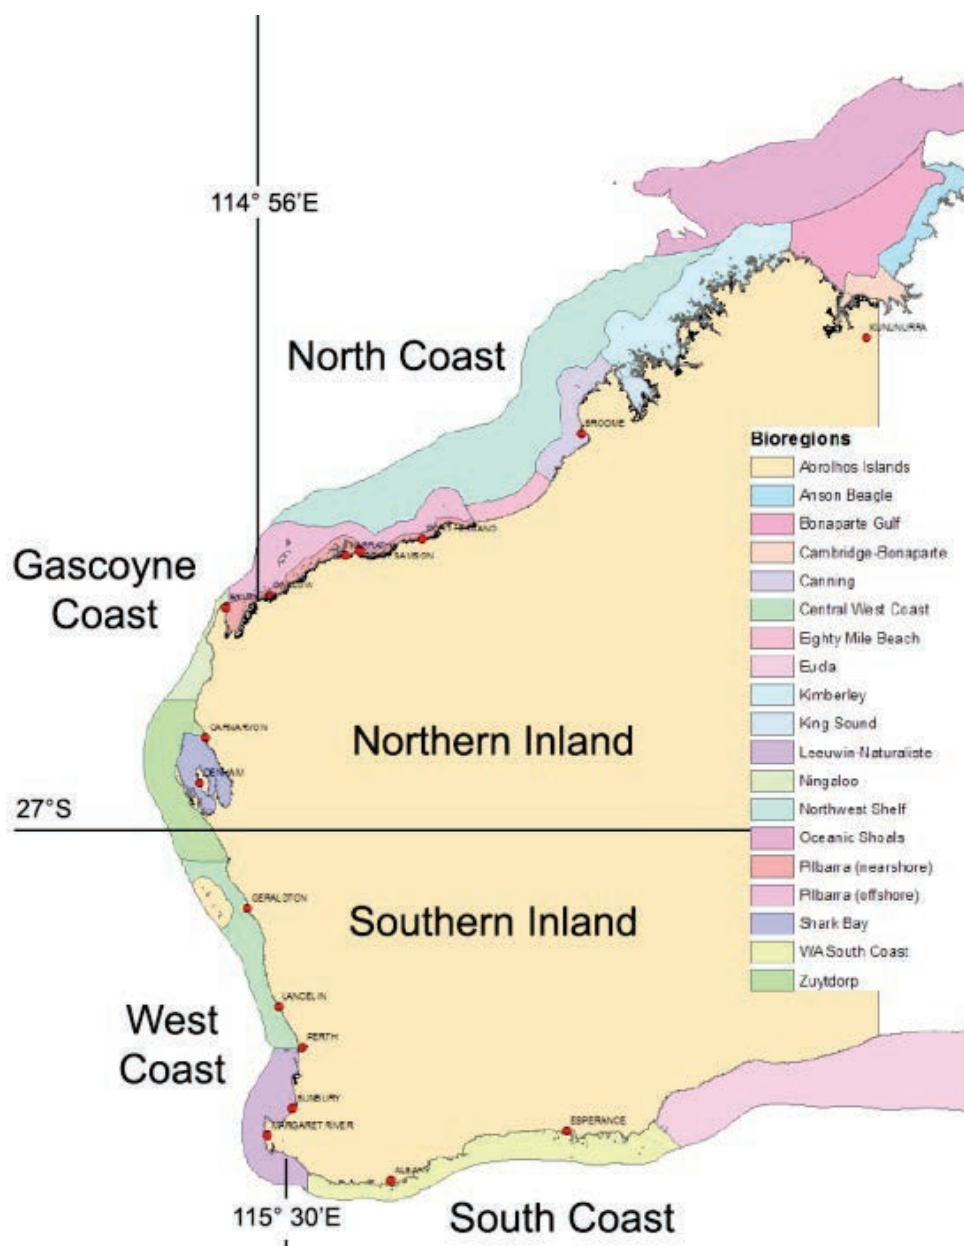 114° 56'E
North Coast
KUNUNURRA
BROOME
Bioregions
Abrolhos Islands
Anson Beagle
Bonaparte Gulf
Cambridge-Bonaparte
Canning
Central West Coast
Eighty Mile Beach
Eucla
Kimberley
King Sound
Leeuwin-Naturaliste
Ningaloo
Northwest Shelf
Oceanic Shoals
Pilbarra (nearshore)
Pilbarra (offshore)
Shark Bay
WA South Coast
Zuytdorp
SAMSON
Gascoyne
Coast
ONSLOW
Northern Inland
CARNARVON
DENHAM
27°S
GERALDTON
Southern Inland
LANCELIN
West
Coast
PERTH
BUNBURY
MARGARET RIVER
ESPERANCE
ALBANY
115° 30'E
South Coast